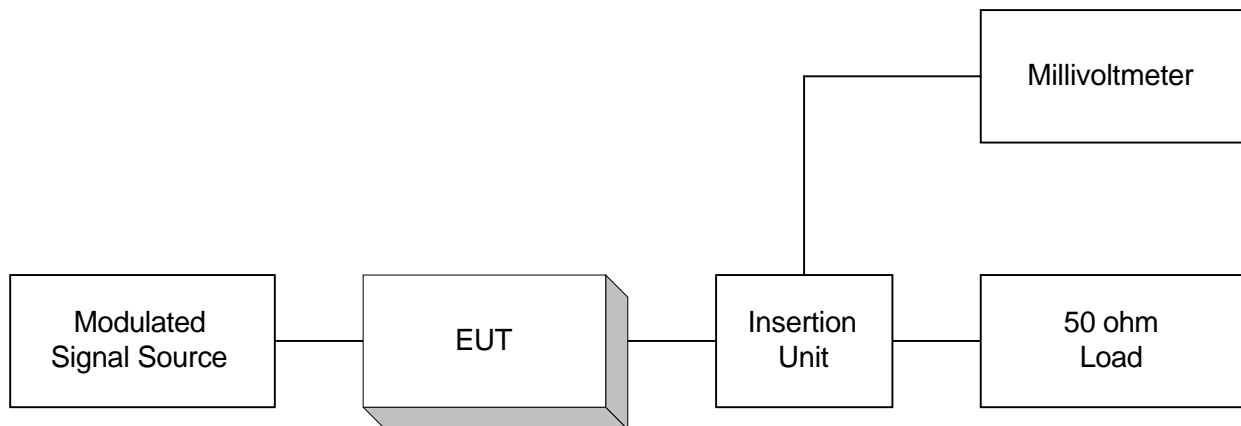 Millivoltmeter
Modulated
Signal Source
EUT
Insertion
Unit
50 ohm
Load